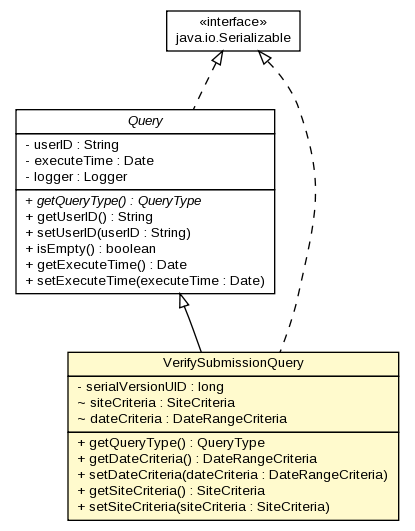 «interface»
java.io.Serializable
Query
- userID : String
- executeTime : Date
- logger : Logger
+ getQueryType() : QueryType
+ getUserID() : String
+ setUserID(userID : String)
+ isEmpty() : boolean
+ getExecuteTime() : Date
+ setExecuteTime(executeTime : Date)
VerifySubmissionQuery
- serialVersionUID : long
~ siteCriteria : SiteCriteria
~ dateCriteria : DateRangeCriteria
+ getQueryType() : QueryType
+ getDateCriteria() : DateRangeCriteria
+ setDateCriteria(dateCriteria : DateRangeCriteria)
+ getSiteCriteria() : SiteCriteria
+ setSiteCriteria(siteCriteria : SiteCriteria)